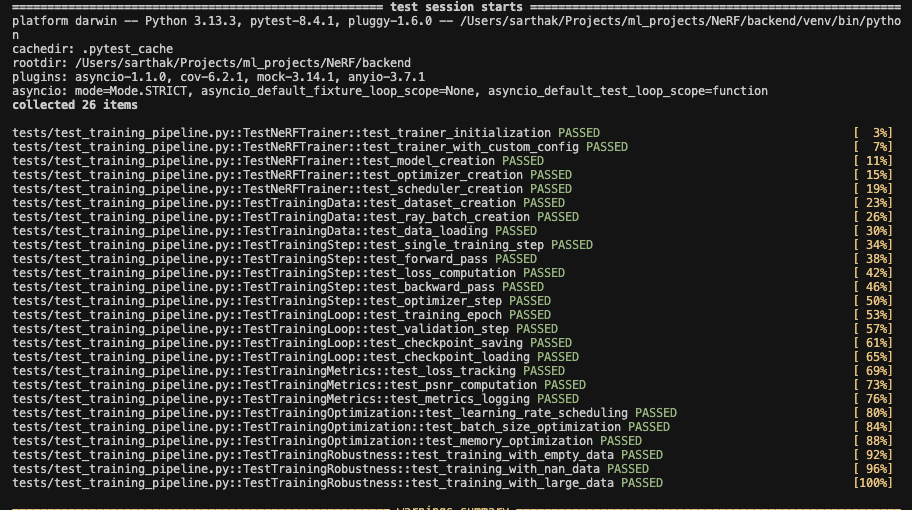 ============================================== test session starts ===============================================
platform darwin -- Python 3.13.3, pytest-8.4.1, pluggy-1.6.0 -- /Users/sarthak/Projects/ml_projects/NeRF/backend/venv/bin/pytho
n
cachedir: .pytest_cache
rootdir: /Users/sarthak/Projects/ml_projects/NeRF/backend
plugins: asyncio-1.1.0, cov-6.2.1, mock-3.14.1, anyio-3.7.1
asyncio: mode=Mode.STRICT, asyncio_default_fixture_loop_scope=None, asyncio_default_test_loop_scope=function
collected 26 items
tests/test_training_pipeline.py::TestNeRFTrainer::test_trainer_initialization PASSED [  3%]
tests/test_training_pipeline.py::TestNeRFTrainer::test_trainer_with_custom_config PASSED [  7%]
tests/test_training_pipeline.py::TestNeRFTrainer::test_model_creation PASSED [ 11%]
tests/test_training_pipeline.py::TestNeRFTrainer::test_optimizer_creation PASSED [ 15%]
tests/test_training_pipeline.py::TestNeRFTrainer::test_scheduler_creation PASSED [ 19%]
tests/test_training_pipeline.py::TestTrainingData::test_dataset_creation PASSED [ 23%]
tests/test_training_pipeline.py::TestTrainingData::test_ray_batch_creation PASSED [ 26%]
tests/test_training_pipeline.py::TestTrainingData::test_data_loading PASSED [ 30%]
tests/test_training_pipeline.py::TestTrainingStep::test_single_training_step PASSED [ 34%]
tests/test_training_pipeline.py::TestTrainingStep::test_forward_pass PASSED [ 38%]
tests/test_training_pipeline.py::TestTrainingStep::test_loss_computation PASSED [ 42%]
tests/test_training_pipeline.py::TestTrainingStep::test_backward_pass PASSED [ 46%]
tests/test_training_pipeline.py::TestTrainingStep::test_optimizer_step PASSED [ 50%]
tests/test_training_pipeline.py::TestTrainingLoop::test_training_epoch PASSED [ 53%]
tests/test_training_pipeline.py::TestTrainingLoop::test_validation_step PASSED [ 57%]
tests/test_training_pipeline.py::TestTrainingLoop::test_checkpoint_saving PASSED [ 61%]
tests/test_training_pipeline.py::TestTrainingLoop::test_checkpoint_loading PASSED [ 65%]
tests/test_training_pipeline.py::TestTrainingMetrics::test_loss_tracking PASSED [ 69%]
tests/test_training_pipeline.py::TestTrainingMetrics::test_psnr_computation PASSED [ 73%]
tests/test_training_pipeline.py::TestTrainingMetrics::test_metrics_logging PASSED [ 76%]
tests/test_training_pipeline.py::TestTrainingOptimization::test_learning_rate_scheduling PASSED [ 80%]
tests/test_training_pipeline.py::TestTrainingOptimization::test_batch_size_optimization PASSED [ 84%]
tests/test_training_pipeline.py::TestTrainingOptimization::test_memory_optimization PASSED [ 88%]
tests/test_training_pipeline.py::TestTrainingRobustness::test_training_with_empty_data PASSED [ 92%]
tests/test_training_pipeline.py::TestTrainingRobustness::test_training_with_nan_data PASSED [ 96%]
tests/test_training_pipeline.py::TestTrainingRobustness::test_training_with_large_data PASSED [100%]
warnings summary